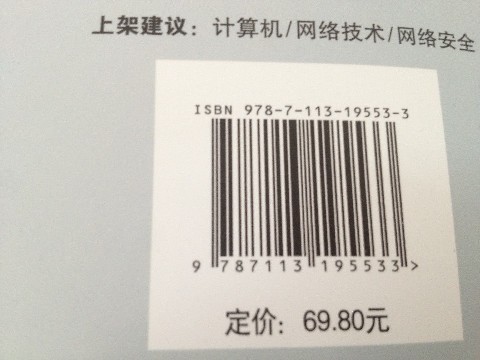 上架建议：计算机/网络技术/网络安全
ISBN 978-7-113-19553-3
9 787113 195533>
定价：69.80元